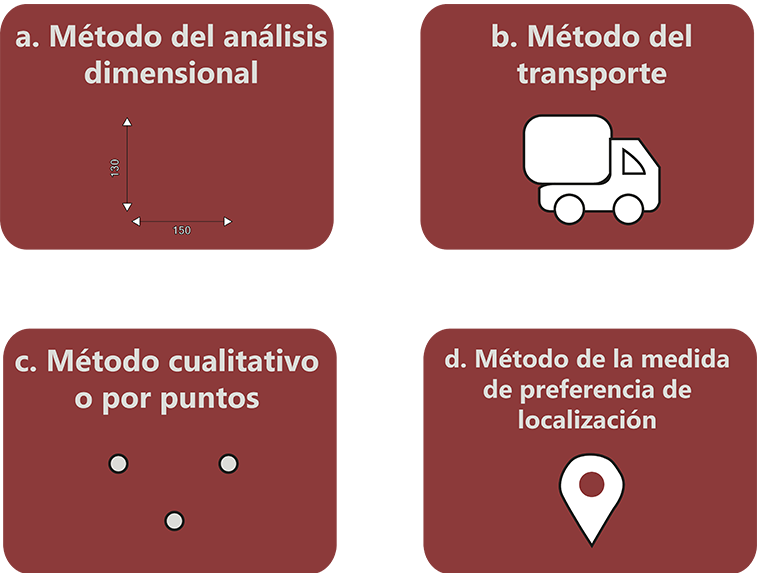 a. Método del análisis
dimensional
130
150
b. Método del
transporte
c. Método cualitativo
o por puntos
d. Método de la medida
de preferencia de
localización